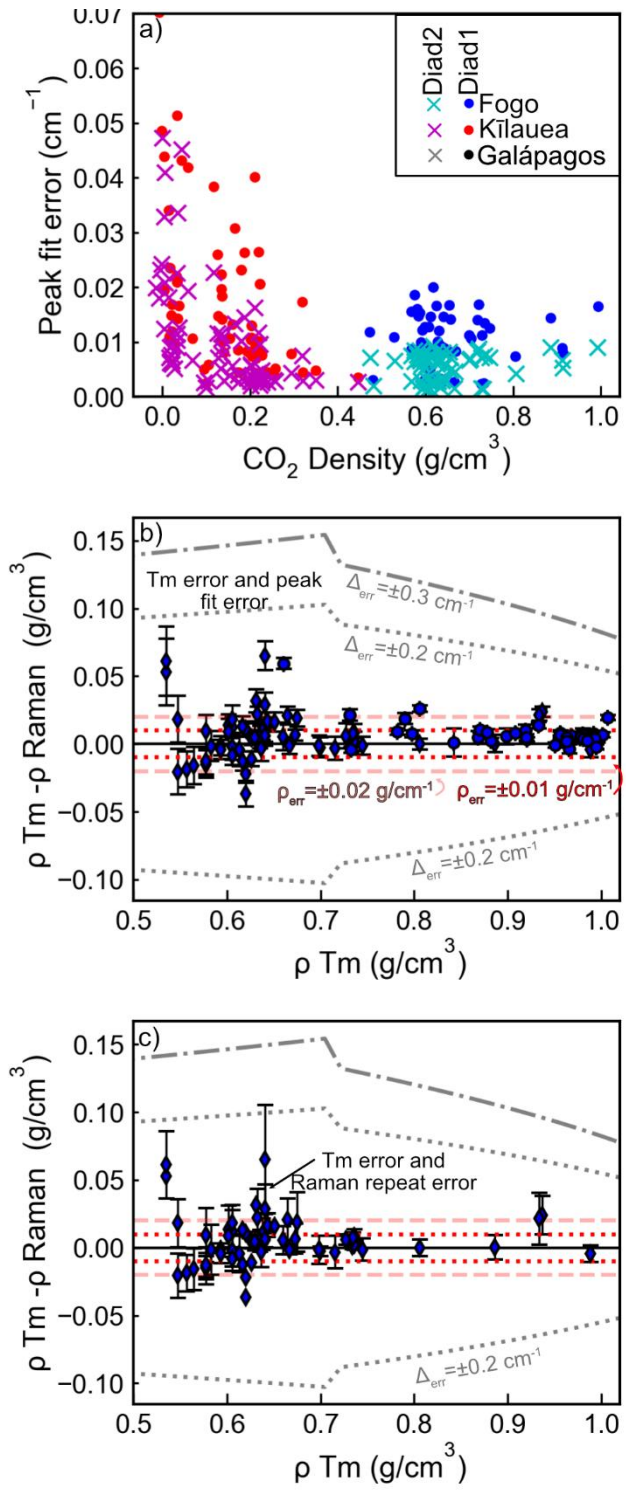 a)
Diad2
Diad1
Fogo
Kīlauea
Galápagos
0.07
0.06
0.05
0.04
0.03
0.02
0.01
0.00
Peak fit error (cm⁻¹)
0.0 0.2 0.4 0.6 0.8 1.0
CO₂ Density (g/cm³)
b)
Tm error and peak
fit error
Δerr=±0.3 cm⁻¹
Δerr=±0.2 cm⁻¹
ρerr=±0.02 g/cm³
ρerr=±0.01 g/cm³
Δerr=±0.2 cm⁻¹
0.15
0.10
0.05
0.00
−0.05
−0.10
ρ Tm -ρ Raman (g/cm³)
0.5 0.6 0.7 0.8 0.9 1.0
ρ Tm (g/cm³)
c)
Tm error and
Raman repeat error
Δerr=±0.2 cm⁻¹
0.15
0.10
0.05
0.00
−0.05
−0.10
ρ Tm -ρ Raman (g/cm³)
0.5 0.6 0.7 0.8 0.9 1.0
ρ Tm (g/cm³)